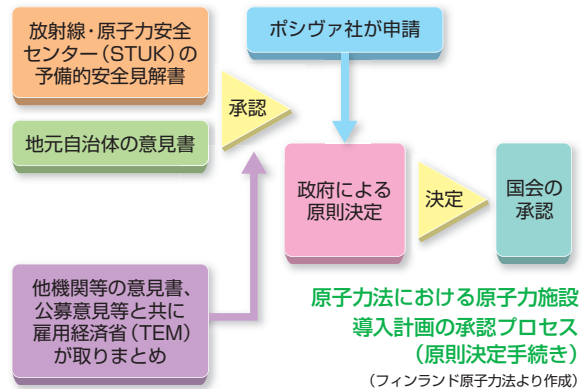 放射線・原子力安全
センター(STUK)の
予備的安全見解書
ポシヴァ社が申請
承認
地元自治体の意見書
政府による
原則決定
決定
国会の
承認
他機関等の意見書、
公募意見等と共に
雇用経済省(TEM)
が取りまとめ
原子力法における原子力施設
導入計画の承認プロセス
(原則決定手続き)
(フィンランド原子力法より作成)